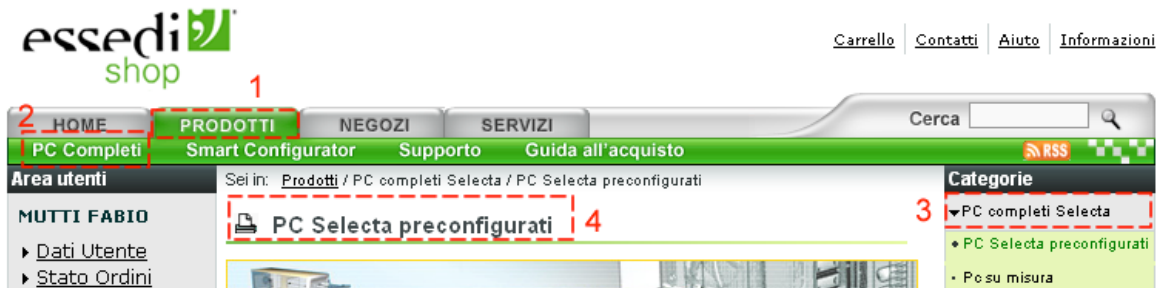 essedi
shop
Carrello Contatti Aiuto Informazioni
1
2
HOME PRODOTTI NEGOZI SERVIZI Cerca
PC Completi Smart Configurator Supporto Guida all'acquisto RSS
Area utenti
MUTTI FABIO
Dati Utente
Stato Ordini
Sei in: Prodotti / PC completi Selecta / PC Selecta preconfigurati
PC Selecta preconfigurati 4
Categorie
3 PC completi Selecta
PC Selecta preconfigurati
Pc su misura